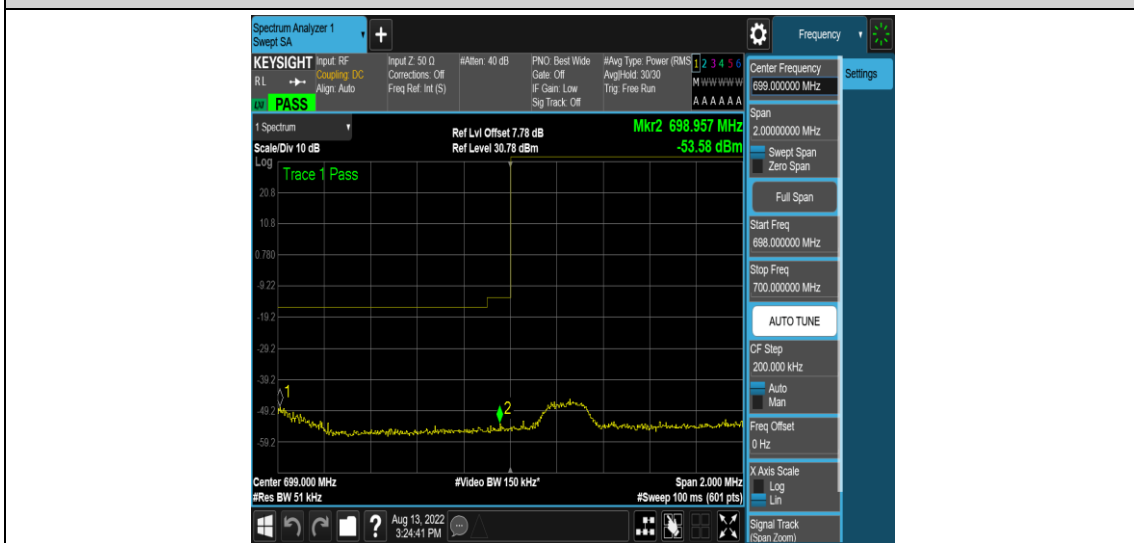 Spectrum Analyzer 1
Swept SA
Frequency
KEYSIGHT
RL
LXI PASS
Input: RF
Coupling: DC
Align: Auto
Input Z: 50 Ω
Corrections: Off
Freq Ref: Int (S)
#Atten: 40 dB
PNO: Best Wide
Gate: Off
IF Gain: Low
Sig Track: Off
#Avg Type: Power (RMS
Avg|Hold: 30/30
Trig: Free Run
1 2 3 4 5 6
M W W W W W
A A A A A A
1 Spectrum
Scale/Div 10 dB
Ref Lvl Offset 7.78 dB
Ref Level 30.78 dBm
Mkr2 698.957 MHz
-53.58 dBm
Log
Trace 1 Pass
20.8
10.8
0.780
-9.22
-19.2
-29.2
-39.2
-49.2
-59.2
1
2
Center 699.000 MHz
#Res BW 51 kHz
#Video BW 150 kHz*
Span 2.000 MHz
#Sweep 100 ms (601 pts)
?
Aug 13, 2022
3:24:41 PM
Center Frequency
699.000000 MHz
Settings
Span
2.00000000 MHz
Swept Span
Zero Span
Full Span
Start Freq
698.000000 MHz
Stop Freq
700.000000 MHz
AUTO TUNE
CF Step
200.000 kHz
Auto
Man
Freq Offset
0 Hz
X Axis Scale
Log
Lin
Signal Track
(Span Zoom)